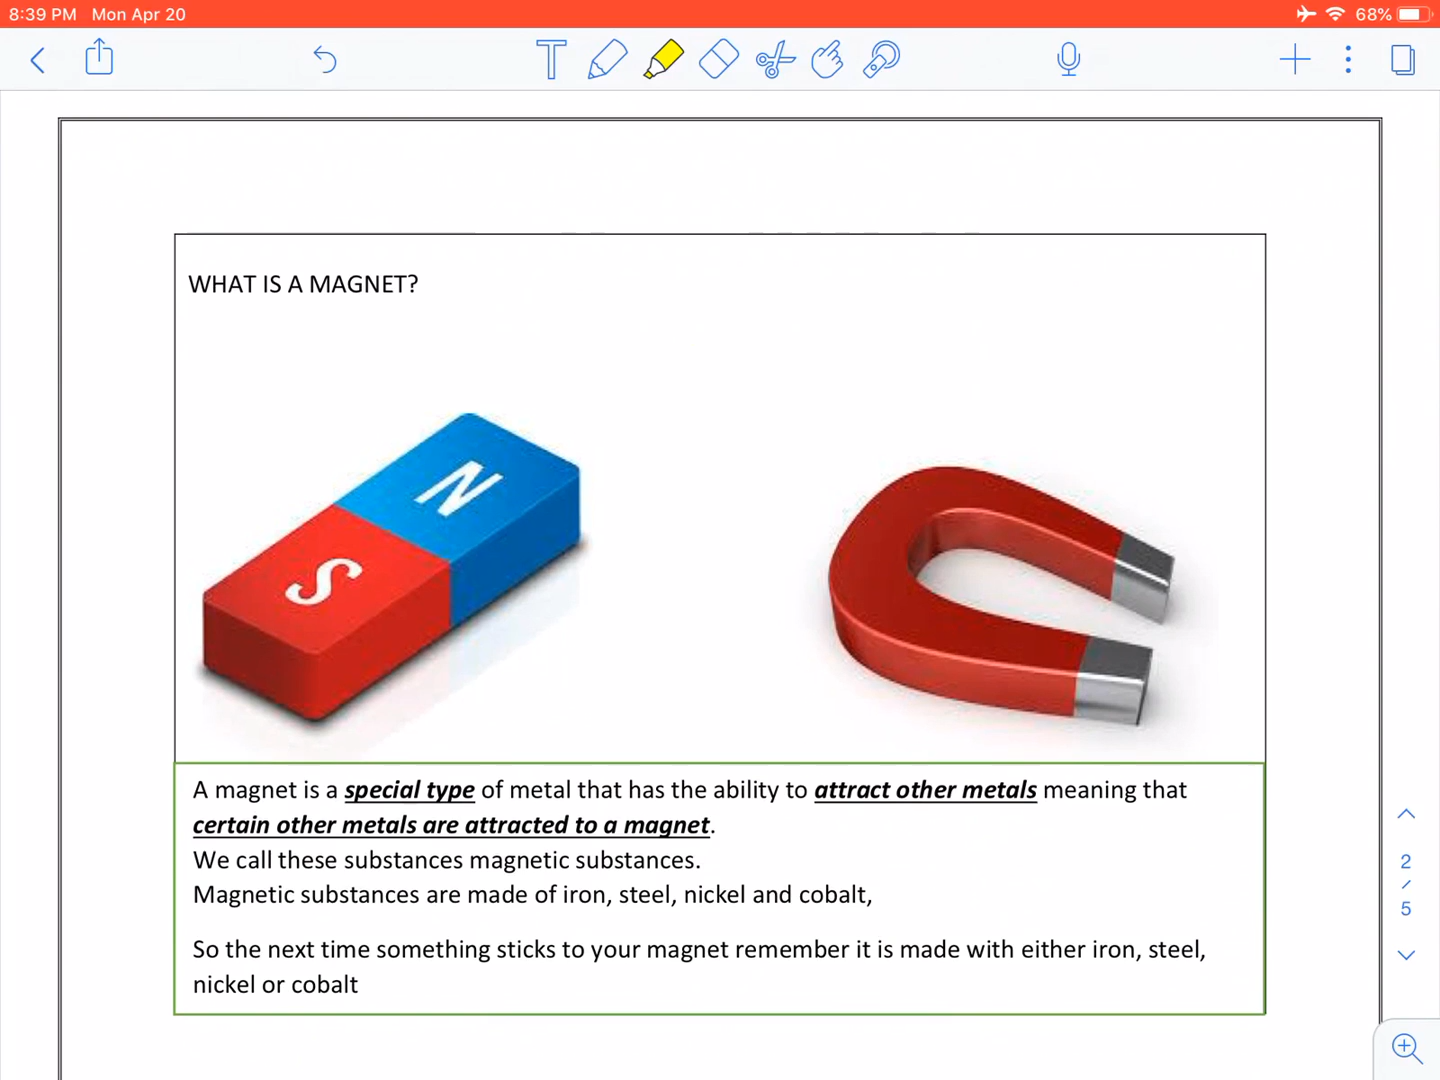 8:39 PM Mon Apr 20 68%
T
WHAT IS A MAGNET?
N
S
A magnet is a special type of metal that has the ability to attract other metals meaning that
certain other metals are attracted to a magnet.
We call these substances magnetic substances.
Magnetic substances are made of iron, steel, nickel and cobalt,
So the next time something sticks to your magnet remember it is made with either iron, steel,
nickel or cobalt
2
/
5